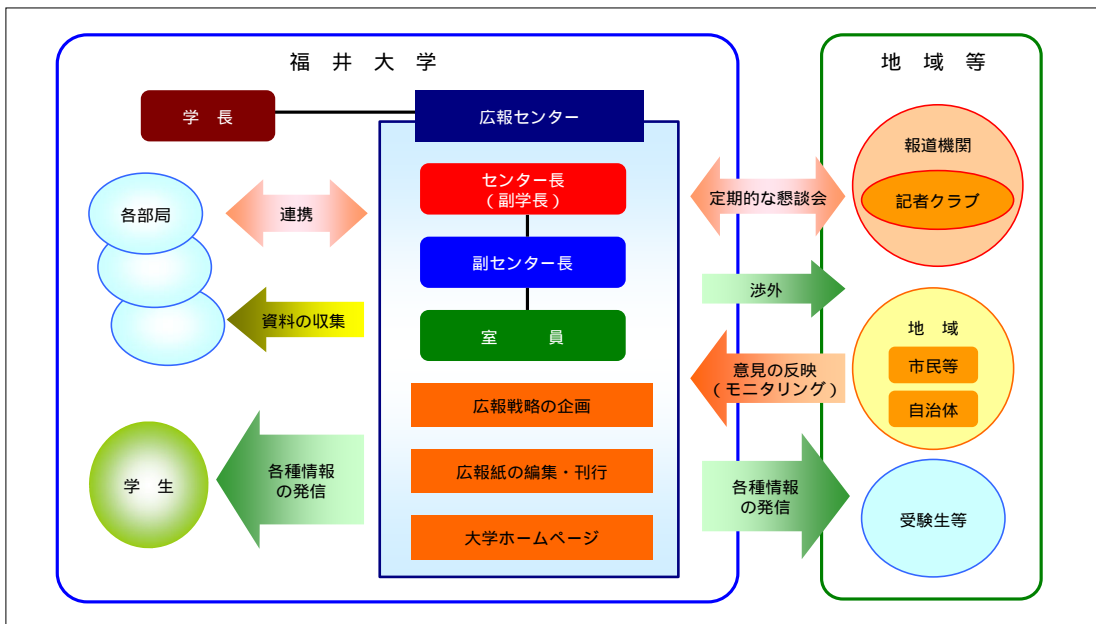 福 井 大 学
学 長
広報センター
センター長
（副学長）
副センター長
室 員
広報戦略の企画
広報紙の編集・刊行
大学ホームページ
各部局
連携
資料の収集
学 生
各種情報
の発信
定期的な懇談会
渉外
意見の反映
（モニタリング）
各種情報
の発信
地 域 等
報道機関
記者クラブ
地 域
市民等
自治体
受験生等